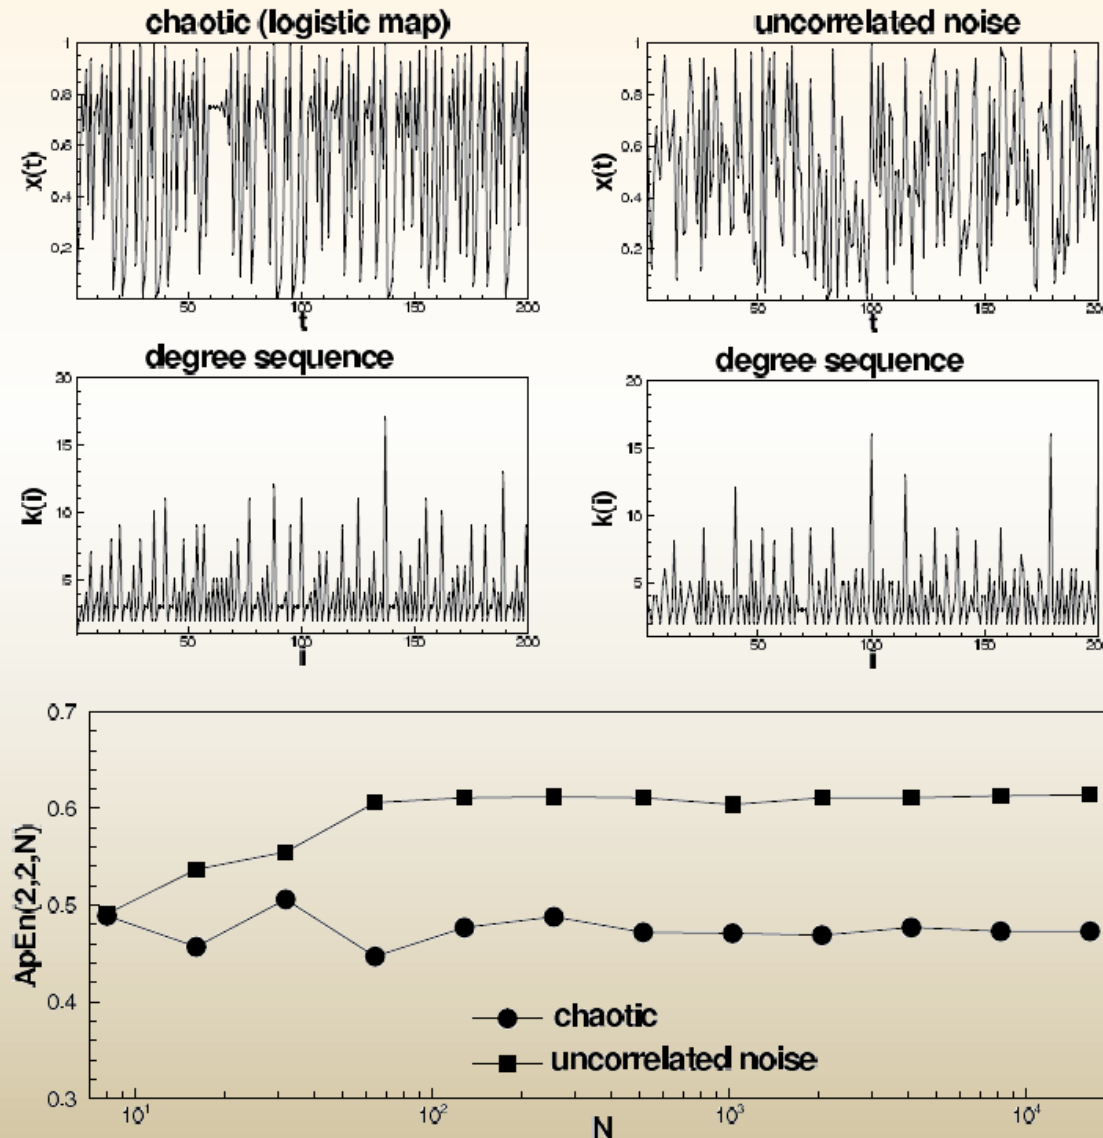 chaotic (logistic map)
uncorrelated noise
1
0.8
0.6
0.4
0.2
x(t)
50
100
150
200
t
1
0.8
0.6
0.4
0.2
x(t)
50
100
150
t
degree sequence
degree sequence
20
15
10
5
k(i)
50
100
150
200
i
20
15
10
5
k(i)
50
100
150
i
0.7
0.6
0.5
0.4
0.3
ApEn(2,2,N)
chaotic
uncorrelated noise
10¹
10²
10³
10⁴
N